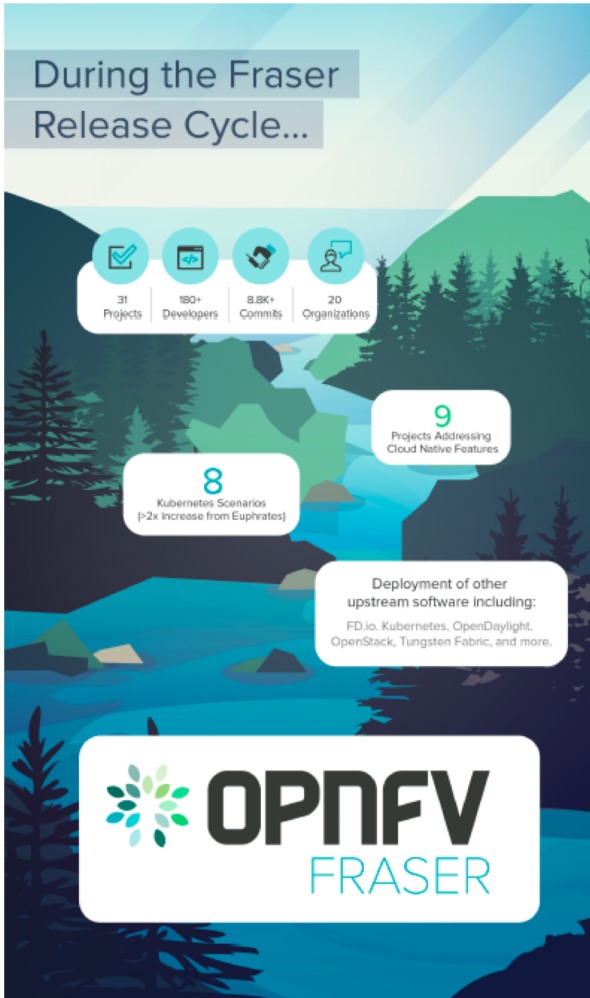 During the Fraser
Release Cycle...
31
Projects
180+
Developers
8.8K+
Commits
20
Organizations
9
Projects Addressing
Cloud Native Features
8
Kubernetes Scenarios
(>2x increase from Euphrates)
Deployment of other
upstream software including:
FD.io. Kubernetes. OpenDaylight.
OpenStack, Tungsten Fabric, and more.
OPNFV
FRASER